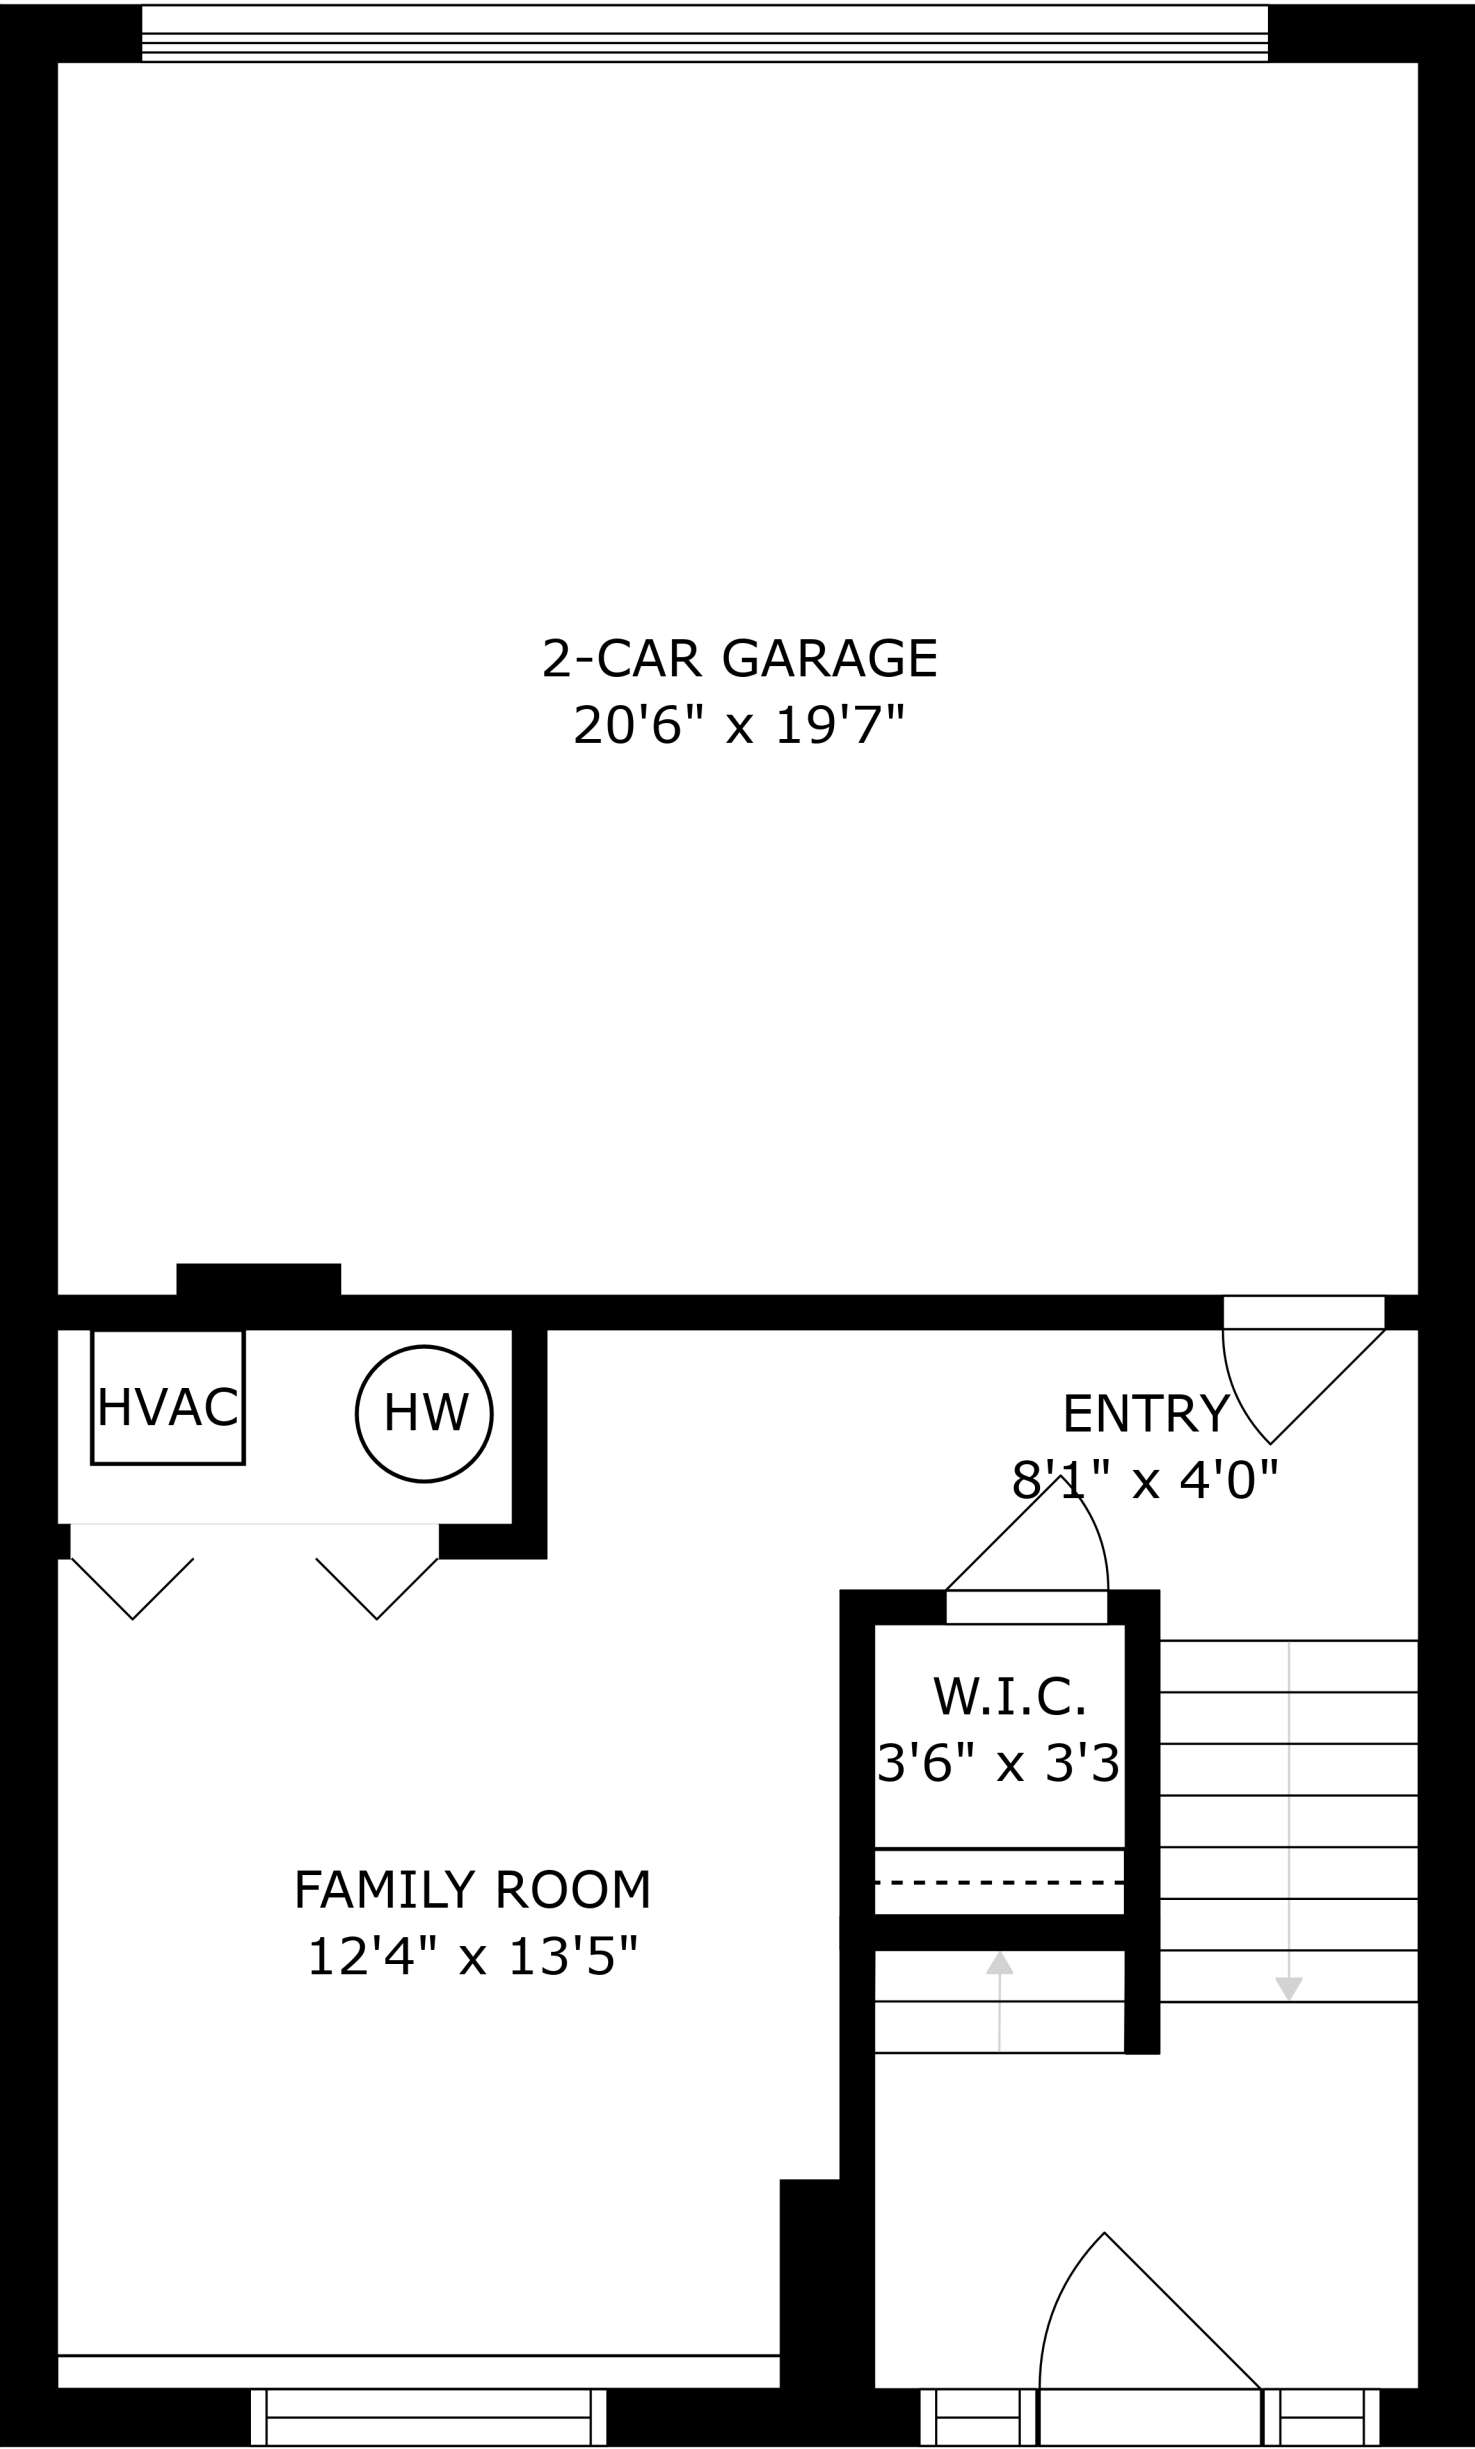 2-CAR GARAGE
20'6" x 19'7"
HVAC
HW
ENTRY
8'1" x 4'0"
W.I.C.
3'6" x 3'3
FAMILY ROOM
12'4" x 13'5"